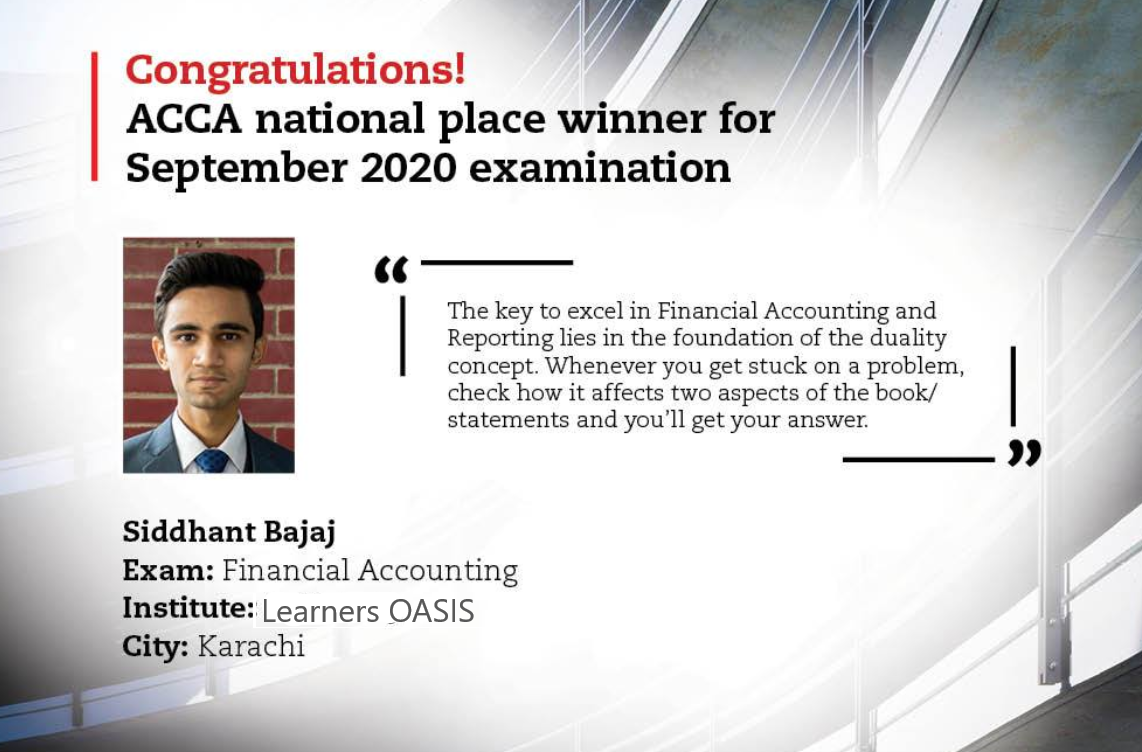 Congratulations!
ACCA national place winner for
September 2020 examination
“
The key to excel in Financial Accounting and
Reporting lies in the foundation of the duality
concept. Whenever you get stuck on a problem,
check how it affects two aspects of the book/
statements and you’ll get your answer.
”
Siddhant Bajaj
Exam: Financial Accounting
Institute: Learners OASIS
City: Karachi